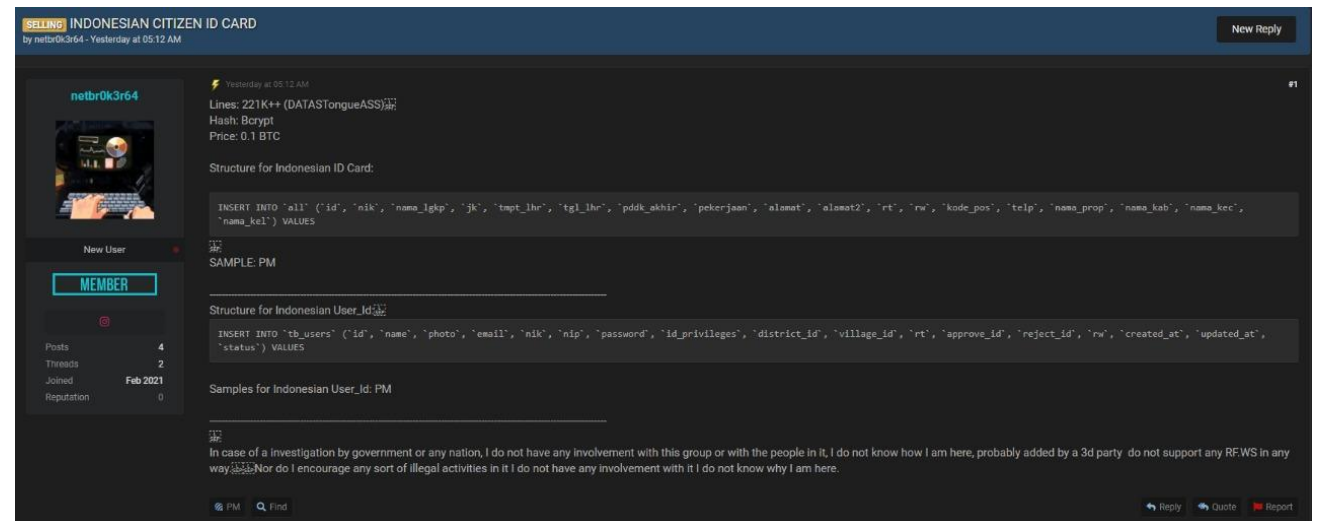 SELLING INDONESIAN CITIZEN ID CARD
by netbr0k3r64 - Yesterday at 05:12 AM
New Reply
netbr0k3r64
New User
MEMBER
Posts 4
Threads 2
Joined Feb 2021
Reputation 0
Yesterday at 05:12 AM
#1
Lines: 221K++ (DATASTongueASS)
Hash: Bcrypt
Price: 0.1 BTC
Structure for Indonesian ID Card:
INSERT INTO `all` (`id`, `nik`, `nama_lgkp`, `jk`, `tmpt_lhr`, `tgl_lhr`, `pddk_akhir`, `pekerjaan`, `alamat`, `alamat2`, `rt`, `rw`, `kode_pos`, `telp`, `nama_prop`, `nama_kab`, `nama_kec`,
`nama_kel`) VALUES
SAMPLE: PM
Structure for Indonesian User_Id:
INSERT INTO `tb_users` (`id`, `name`, `photo`, `email`, `nik`, `nip`, `password`, `id_privileges`, `district_id`, `village_id`, `rt`, `approve_id`, `reject_id`, `rw`, `created_at`, `updated_at`,
`status`) VALUES
Samples for Indonesian User_Id: PM
In case of a investigation by government or any nation, I do not have any involvement with this group or with the people in it, I do not know how I am here, probably added by a 3d party do not support any RF.WS in any
way. Nor do I encourage any sort of illegal activities in it I do not have any involvement with it I do not know why I am here.
PM Find
Reply Quote Report